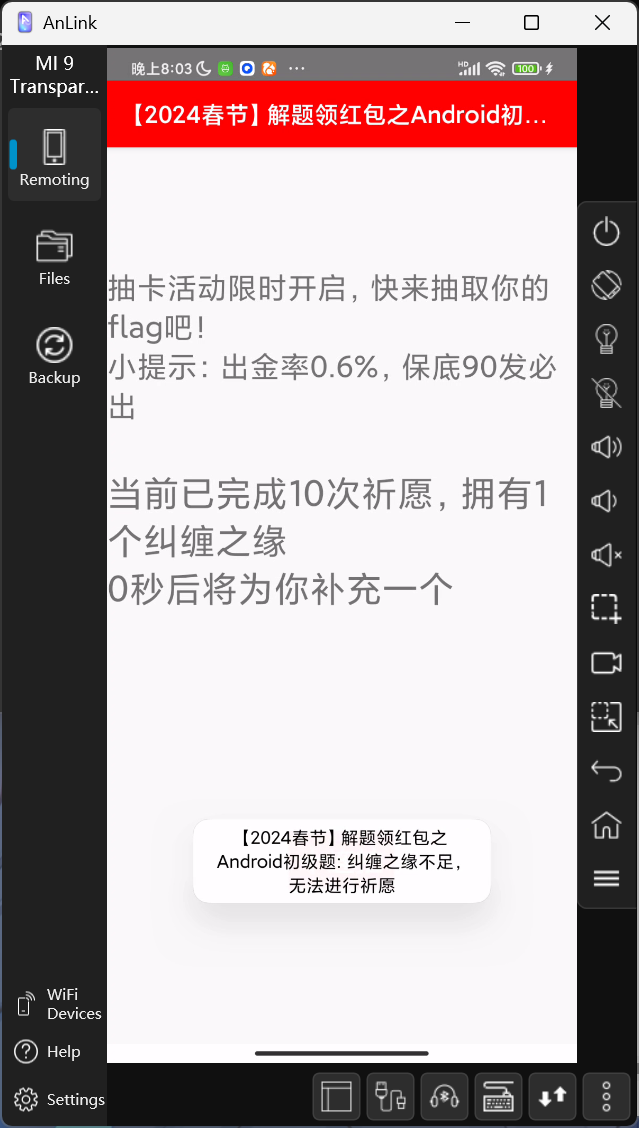 AnLink
MI 9
Transpar...
Remoting
Files
Backup
WiFi
Devices
Help
Settings
晚上8:03
HD
100
【2024春节】解题领红包之Android初...
抽卡活动限时开启, 快来抽取你的
flag吧!
小提示: 出金率0.6%, 保底90发必
出
当前已完成10次祈愿, 拥有1
个纠缠之缘
0秒后将为你补充一个
【2024春节】解题领红包之
Android初级题: 纠缠之缘不足,
无法进行祈愿